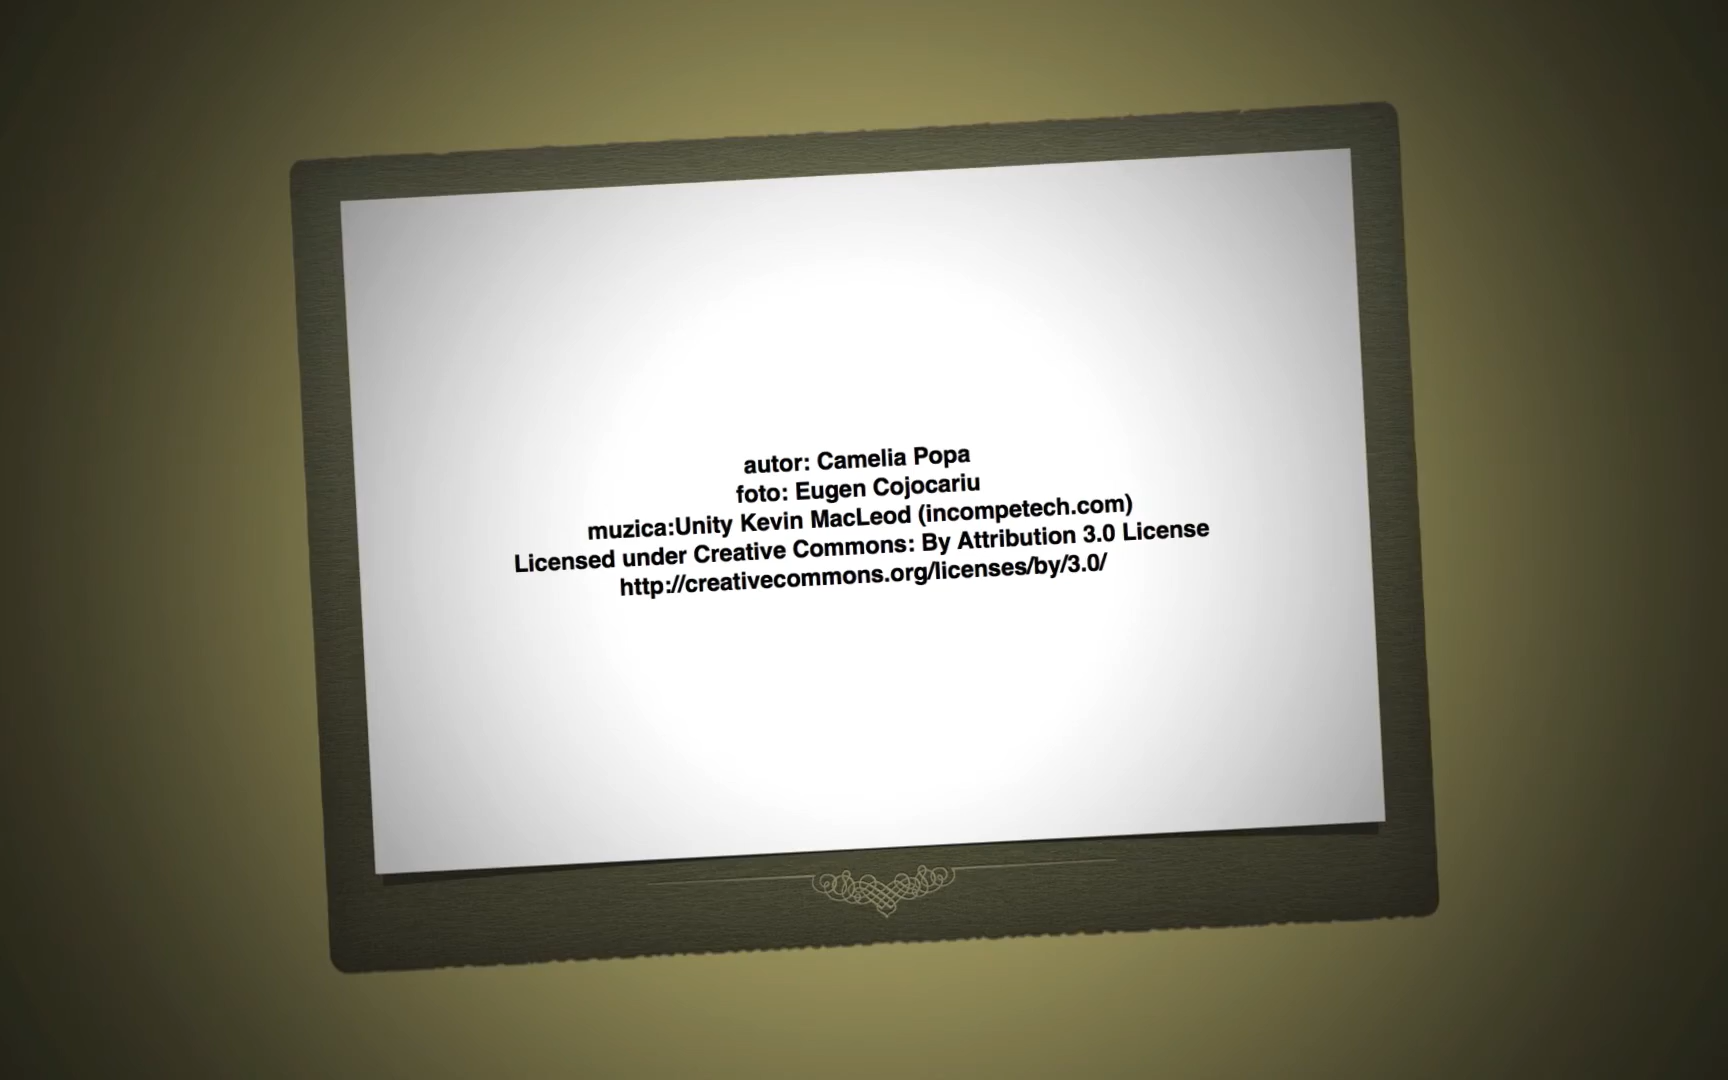 autor: Camelia Popa
foto: Eugen Cojocariu
muzica:Unity Kevin MacLeod (incompetech.com)
Licensed under Creative Commons: By Attribution 3.0 License
http://creativecommons.org/licenses/by/3.0/